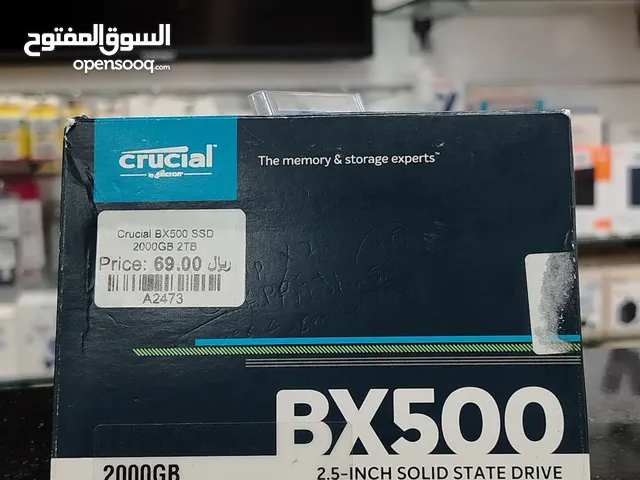 السوق المفتوح
opensooq.com
crucial
by Micron
The memory & storage experts™
Crucial BX500 SSD
2000GB 2TB
Price: 69.00 ريال
A2473
BX500
2000GB
2.5-INCH SOLID STATE DRIVE